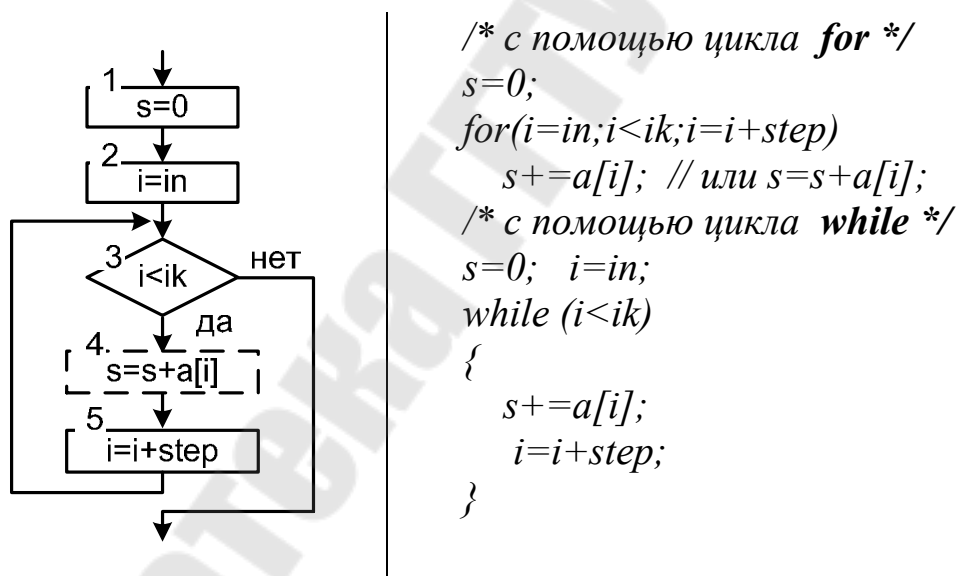 1
s=0
2
i=in
3
i<ik
нет
да
4
s=s+a[i]
5
i=i+step
/* с помощью цикла for */
s=0;
for(i=in;i<ik;i=i+step)
s+=a[i]; // или s=s+a[i];
/* с помощью цикла while */
s=0; i=in;
while (i<ik)
{
s+=a[i];
i=i+step;
}